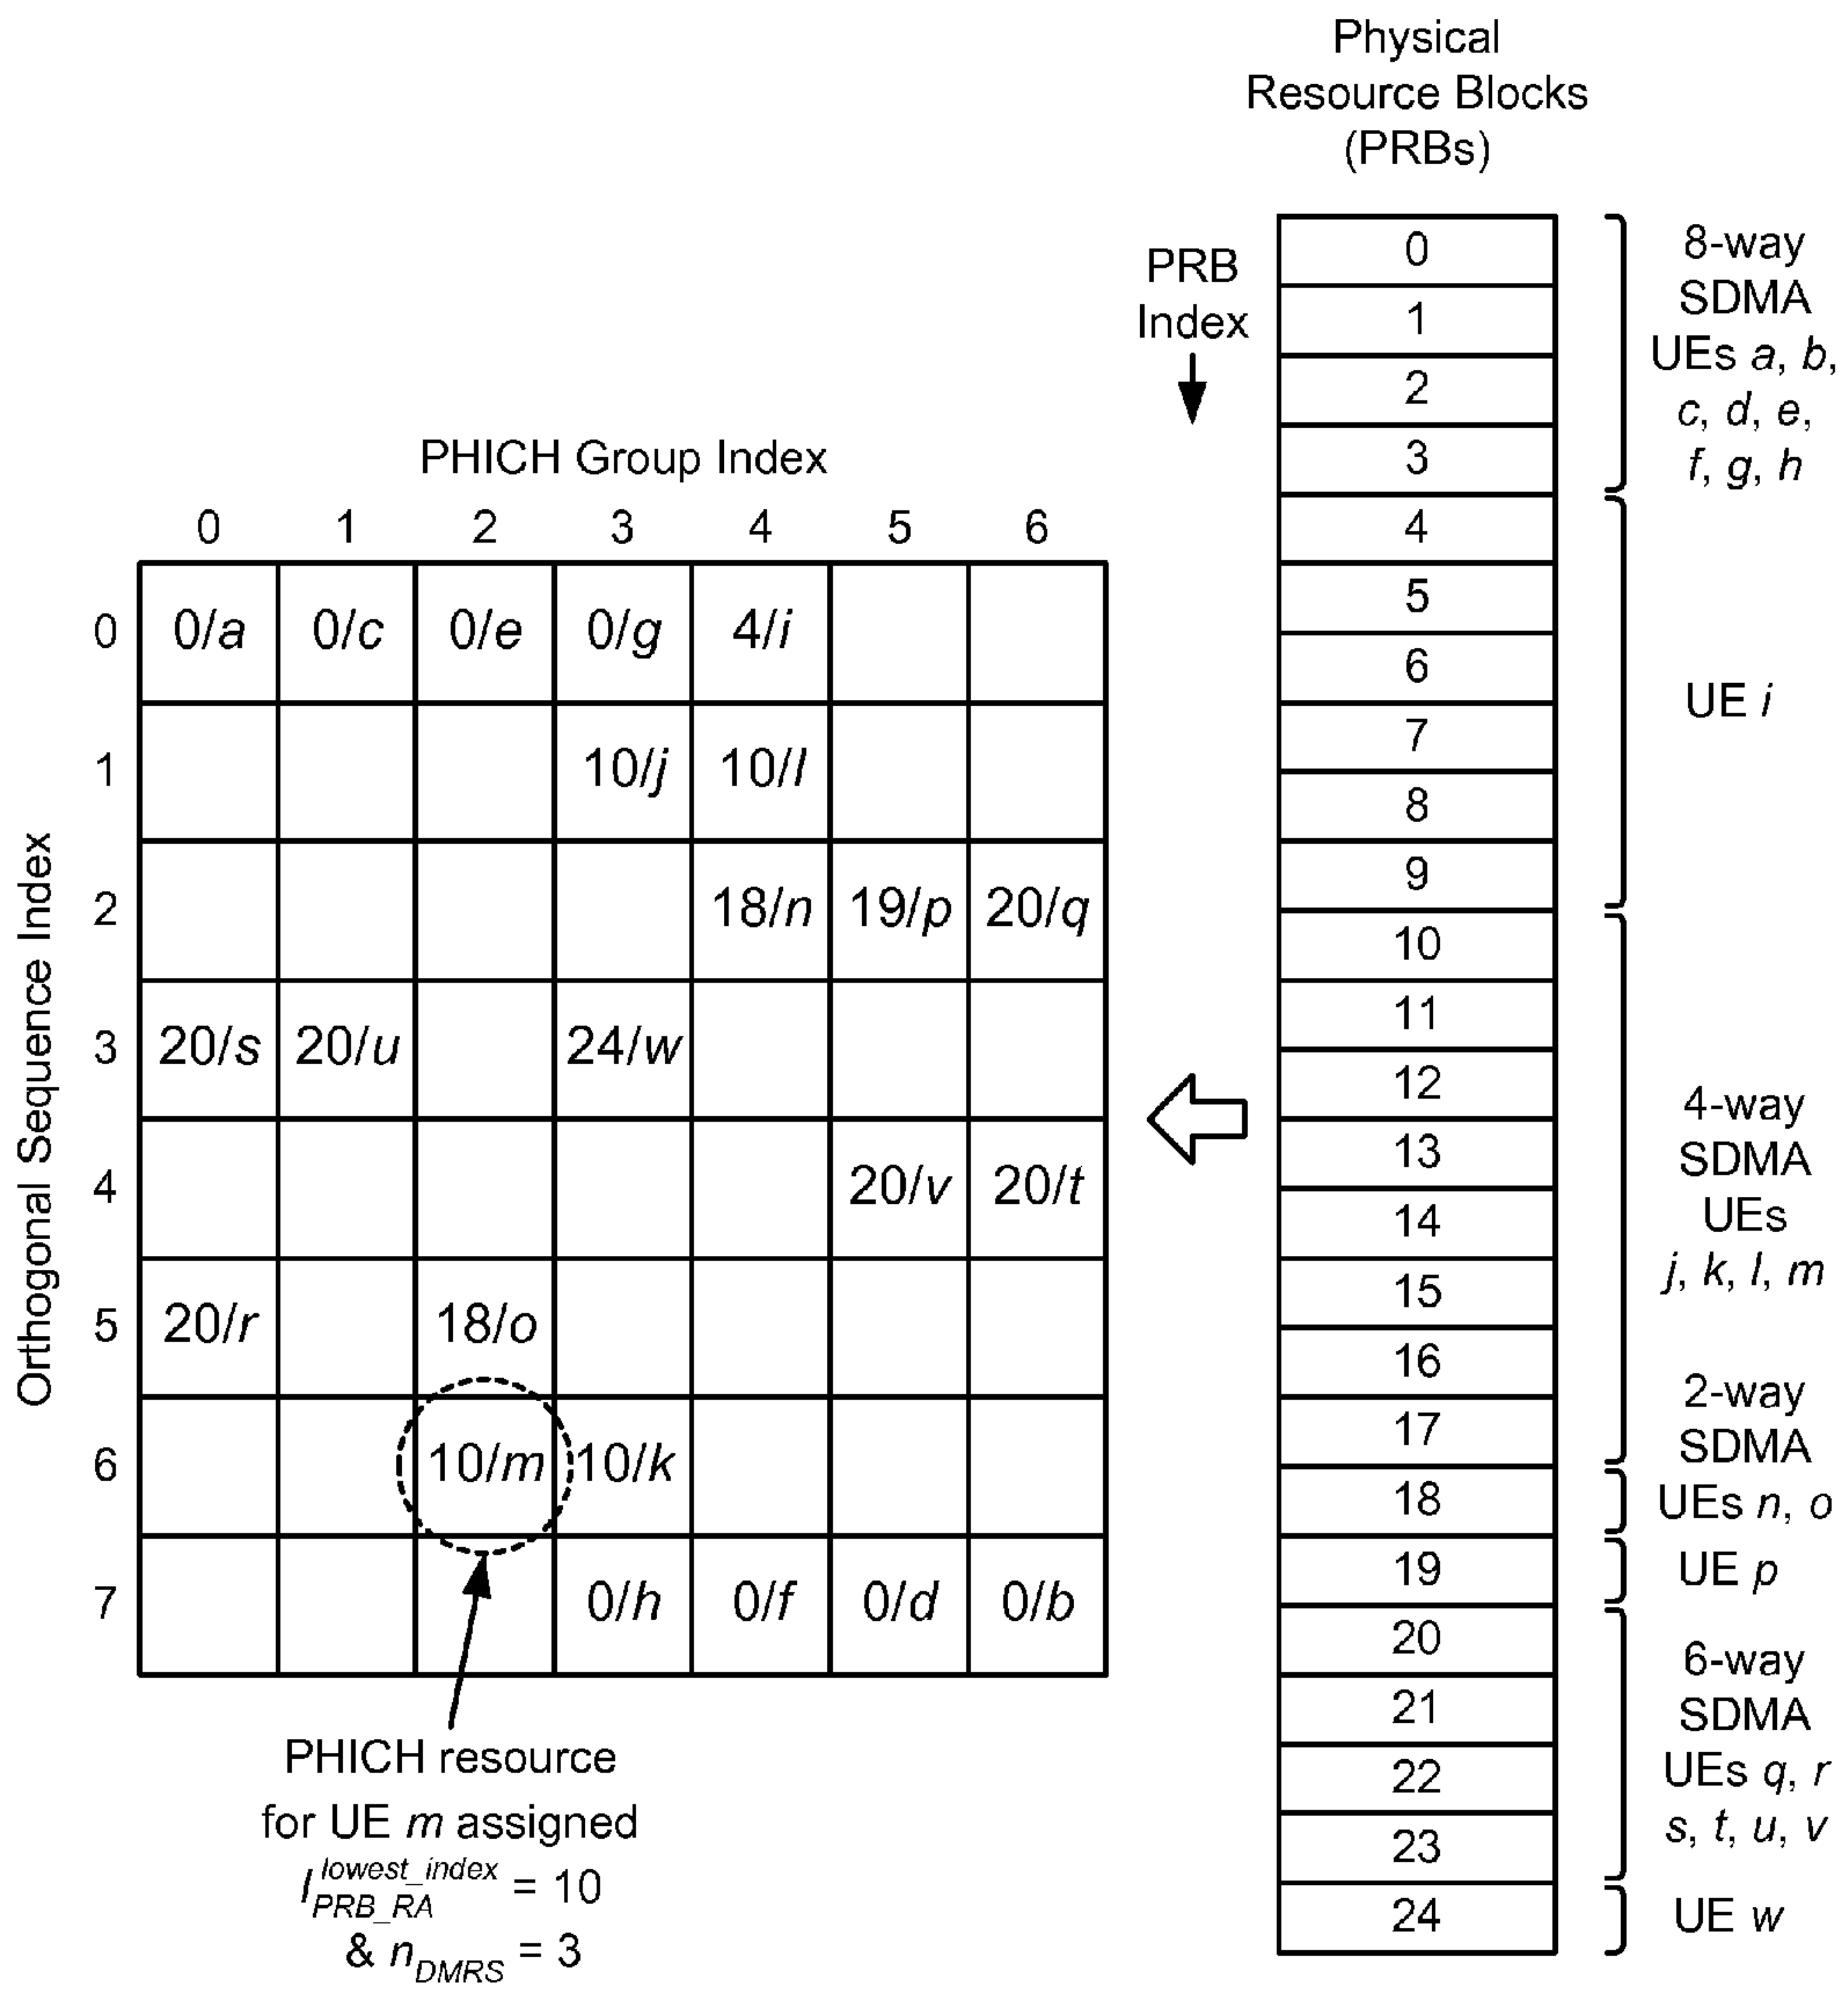 Physical
Resource Blocks
(PRBs)
PRB
Index
0
1
2
3
4
5
6
7
8
9
10
11
12
13
14
15
16
17
18
19
20
21
22
23
24
8-way
SDMA
UEs a, b,
c, d, e,
f, g, h
UE i
4-way
SDMA
UEs
j, k, l, m
2-way
SDMA
UEs n, o
UE p
6-way
SDMA
UEs q, r
s, t, u, v
UE w
PHICH Group Index
0 1 2 3 4 5 6
Orthogonal Sequence Index
0 0/a 0/c 0/e 0/g 4/i
1 10/j 10/l
2 18/n 19/p 20/q
3 20/s 20/u 24/w
4 20/v 20/t
5 20/r 18/o
6 10/m 10/k
7 0/h 0/f 0/d 0/b
PHICH resource
for UE m assigned
I lowest_index PRB_RA = 10
& n DMRS = 3